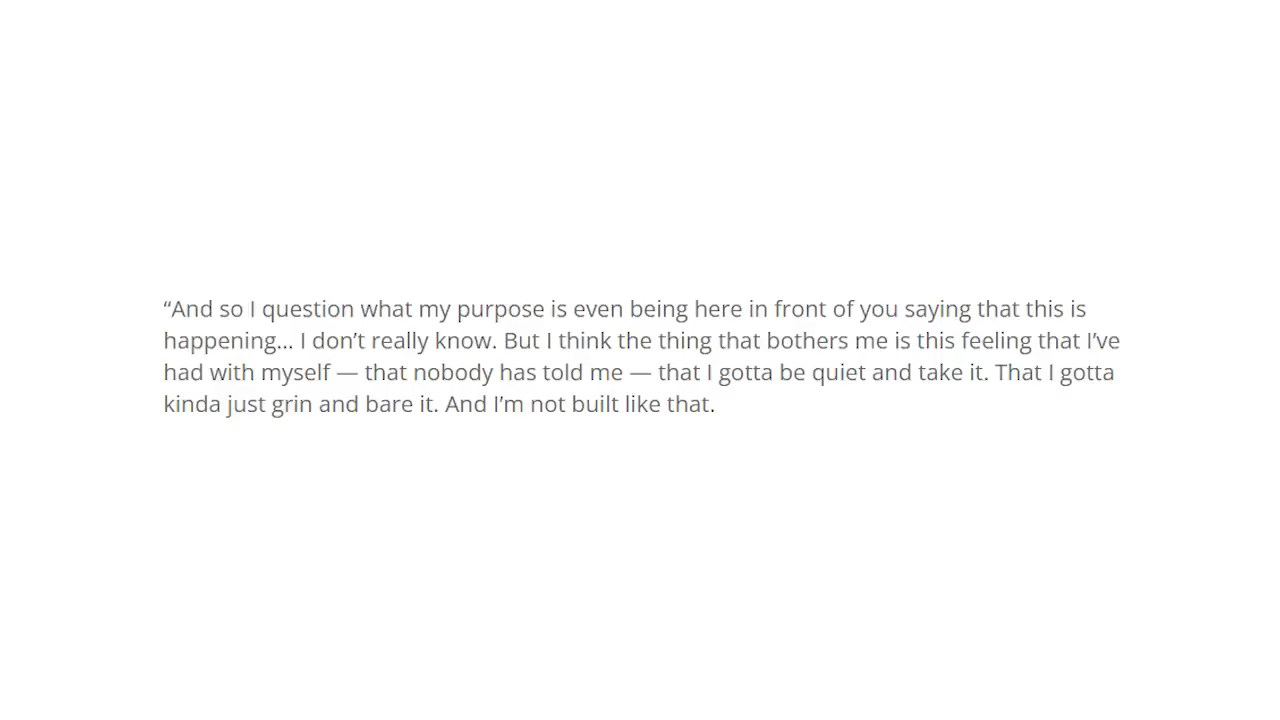 “And so I question what my purpose is even being here in front of you saying that this is
happening... I don’t really know. But I think the thing that bothers me is this feeling that I’ve
had with myself — that nobody has told me — that I gotta be quiet and take it. That I gotta
kinda just grin and bare it. And I’m not built like that.